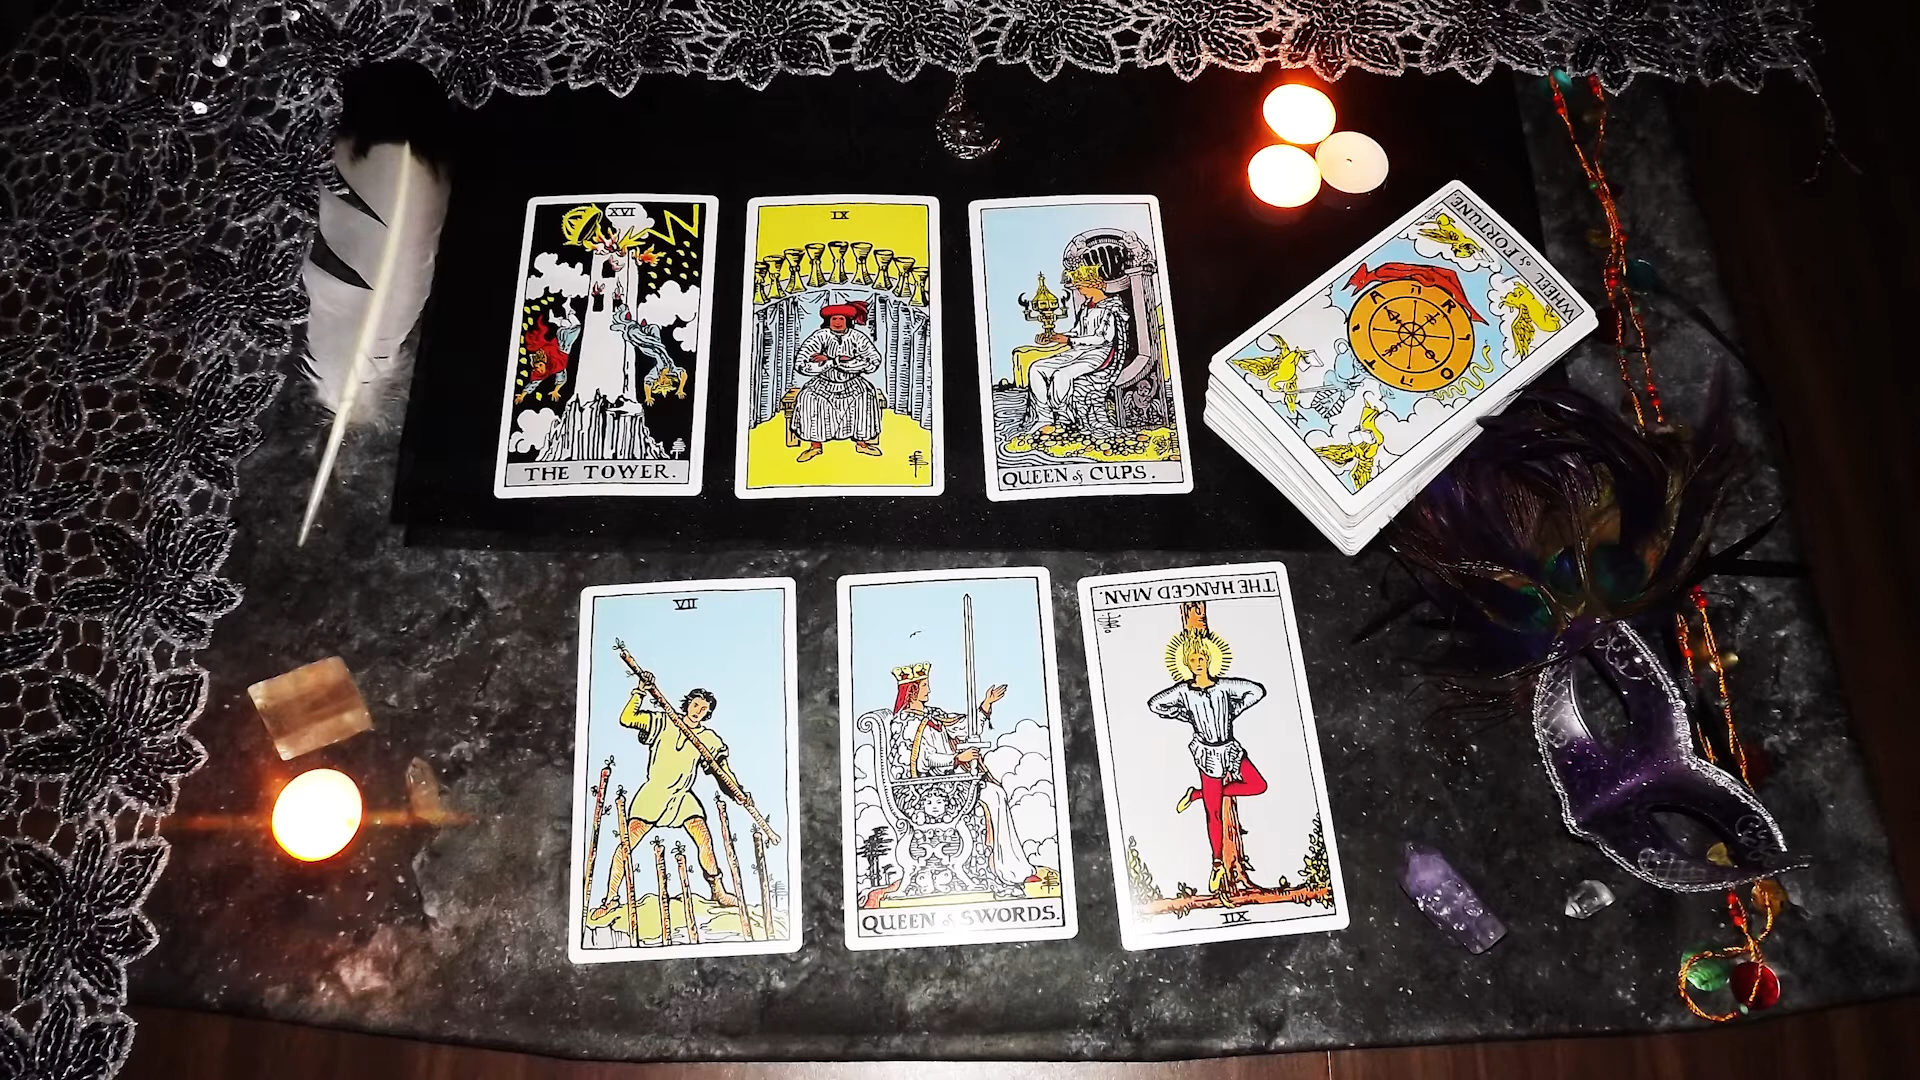 XVI
THE TOWER.
IX
QUEEN of CUPS.
WHEEL of FORTUNE.
T A R O
VII
QUEEN of SWORDS.
THE HANGED MAN.
XII